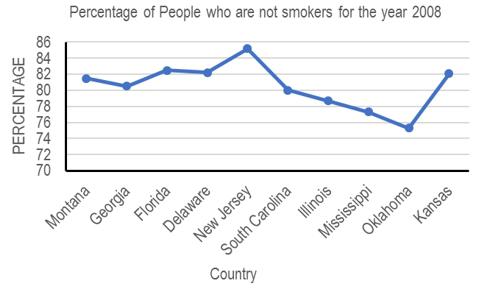 Percentage of People who are not smokers for the year 2008
PERCENTAGE
86
84
82
80
78
76
74
72
70
Montana
Georgia
Florida
Delaware
New Jersey
South Carolina
Illinois
Mississippi
Oklahoma
Kansas
Country